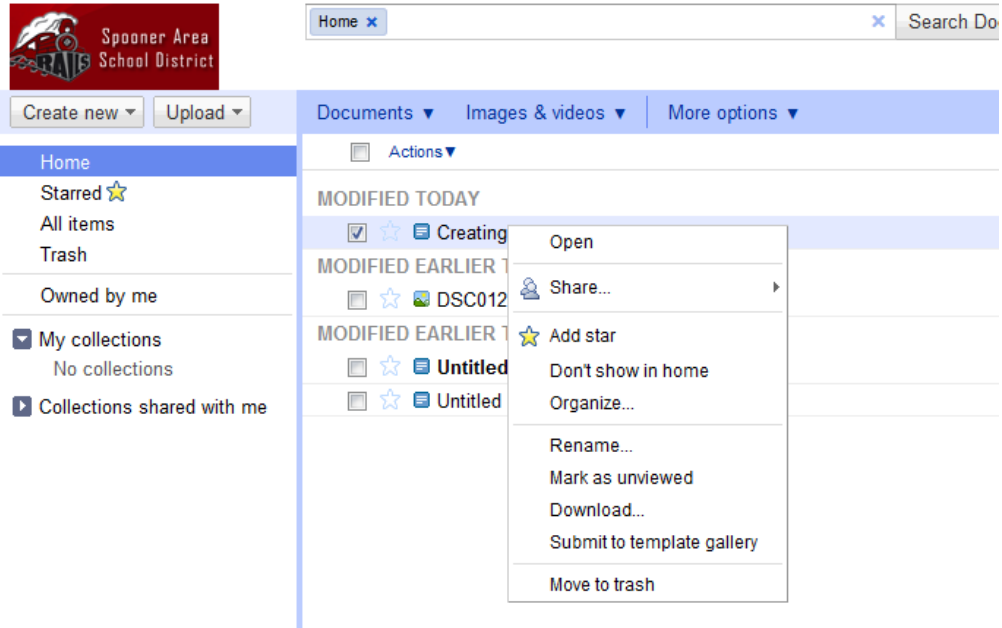 Spooner Area
School District
RAILS
Home ×
× Search Do
Create new ▼ Upload ▼
Documents ▼ Images & videos ▼ More options ▼
Actions▼
Home
Starred
All items
Trash
Owned by me
My collections
No collections
Collections shared with me
MODIFIED TODAY
Creating
MODIFIED EARLIER T
DSC012
MODIFIED EARLIER T
Untitled
Untitled
Open
Share...
Add star
Don't show in home
Organize...
Rename...
Mark as unviewed
Download...
Submit to template gallery
Move to trash